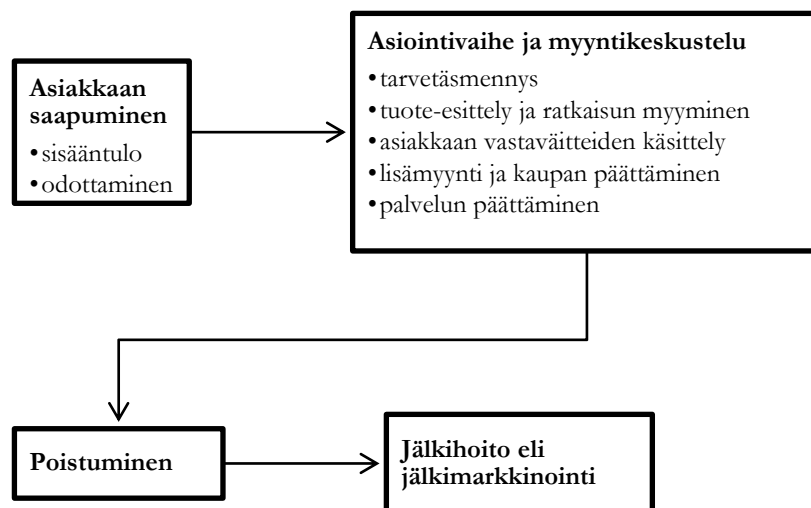 Asiakkaan
saapuminen
•sisääntulo
•odottaminen
Asiointivaihe ja myyntikeskustelu
•tarvetäsmennys
•tuote-esittely ja ratkaisun myyminen
•asiakkaan vastaväitteiden käsittely
•lisämyynti ja kaupan päättäminen
•palvelun päättäminen
Poistuminen
Jälkihoito eli
jälkimarkkinointi